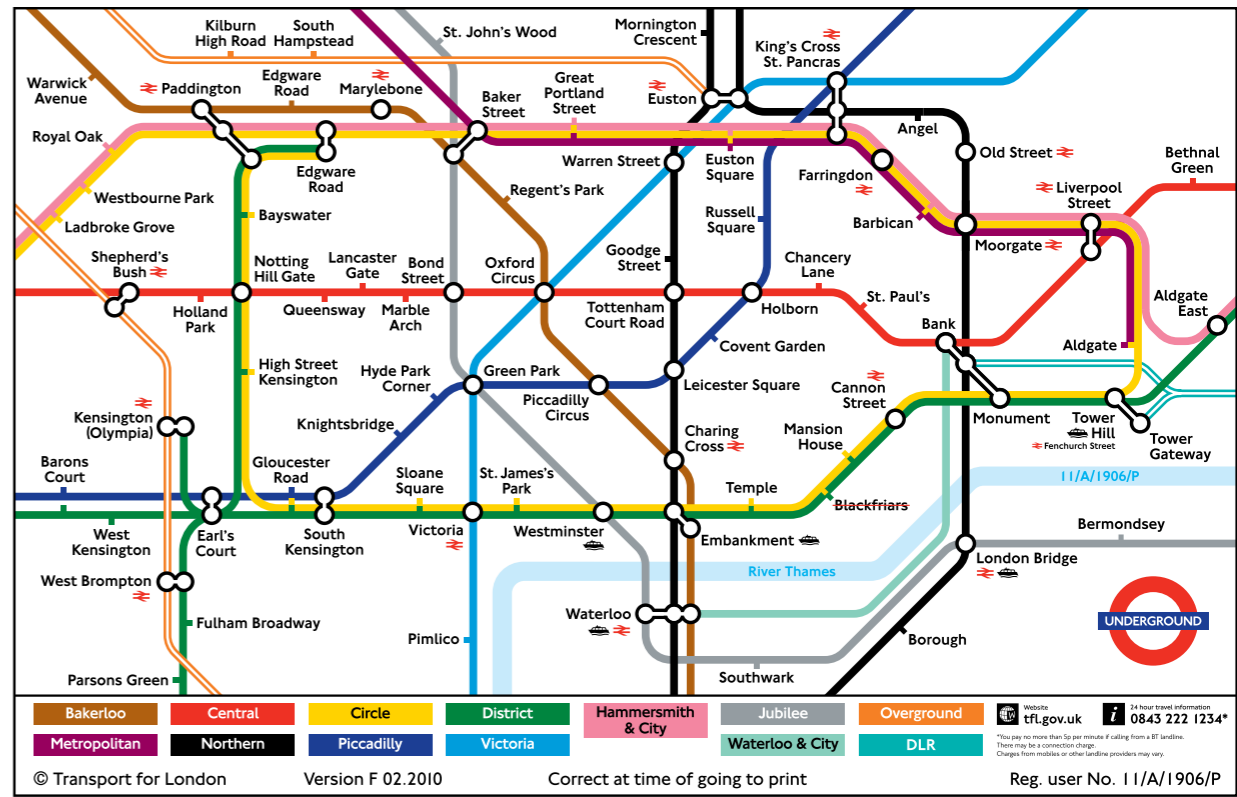 Kilburn
High Road
South
Hampstead
St. John's Wood
Mornington
Crescent
King's Cross
St. Pancras
Warwick
Avenue
Paddington
Edgware
Road
Marylebone
Baker
Street
Great
Portland
Street
Euston
Angel
Royal Oak
Edgware
Road
Warren Street
Euston
Square
Farringdon
Old Street
Bethnal
Green
Westbourne Park
Ladbroke Grove
Bayswater
Regent's Park
Russell
Square
Barbican
Liverpool
Street
Moorgate
Shepherd's
Bush
Notting
Hill Gate
Lancaster
Gate
Bond
Street
Oxford
Circus
Goodge
Street
Chancery
Lane
Holland
Park
Queensway
Marble
Arch
Tottenham
Court Road
Holborn
St. Paul's
Bank
Aldgate
East
Aldgate
High Street
Kensington
Hyde Park
Corner
Green Park
Piccadilly
Circus
Covent Garden
Leicester Square
Cannon
Street
Monument
Tower
Hill
Fenchurch Street
Tower
Gateway
Kensington
(Olympia)
Knightsbridge
Charing
Cross
Mansion
House
Barons
Court
Gloucester
Road
Sloane
Square
St. James's
Park
Temple
Blackfriars
11/A/1906/P
West
Kensington
Earl's
Court
South
Kensington
Victoria
Westminster
Embankment
Bermondsey
London Bridge
West Brompton
River Thames
Waterloo
Fulham Broadway
Pimlico
Borough
UNDERGROUND
Parsons Green
Southwark
Bakerloo
Central
Circle
District
Hammersmith
& City
Jubilee
Overground
Metropolitan
Northern
Piccadilly
Victoria
Waterloo & City
DLR
Website
tfl.gov.uk
24 hour travel information
0843 222 1234*
*You pay no more than 5p per minute if calling from a BT landline.
There may be a connection charge.
Charges from mobiles or other landline providers may vary.
© Transport for London
Version F 02.2010
Correct at time of going to print
Reg. user No. 11/A/1906/P